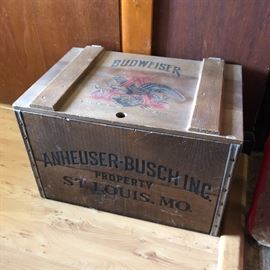 BUDWEISER
ANHEUSER-BUSCH INC.
PROPERTY
ST. LOUIS, MO.